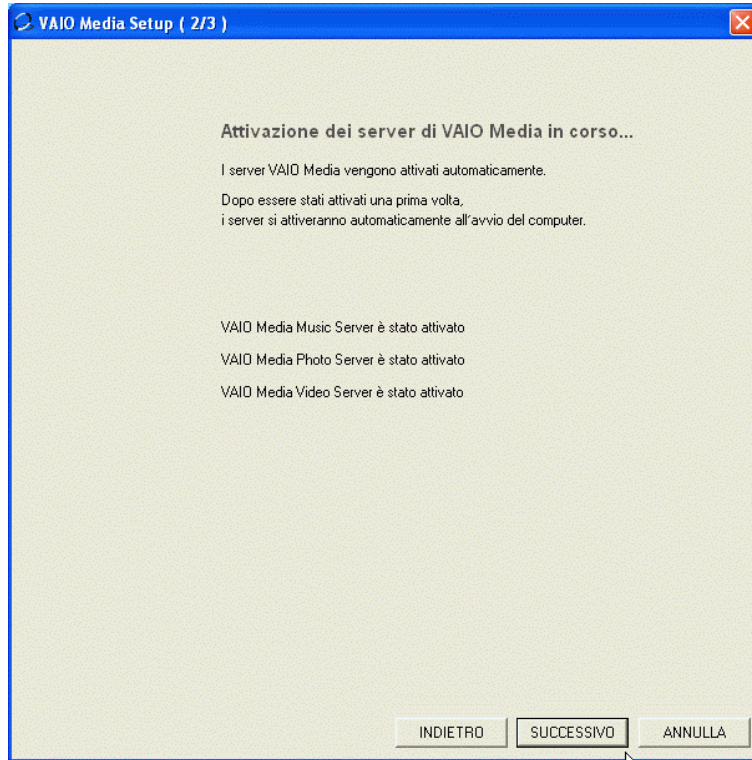 VAIO Media Setup ( 2/3 )
Attivazione dei server di VAIO Media in corso...
I server VAIO Media vengono attivati automaticamente.
Dopo essere stati attivati una prima volta,
i server si attiveranno automaticamente all'avvio del computer.
VAIO Media Music Server è stato attivato
VAIO Media Photo Server è stato attivato
VAIO Media Video Server è stato attivato
INDIETRO SUCCESSIVO ANNULLA